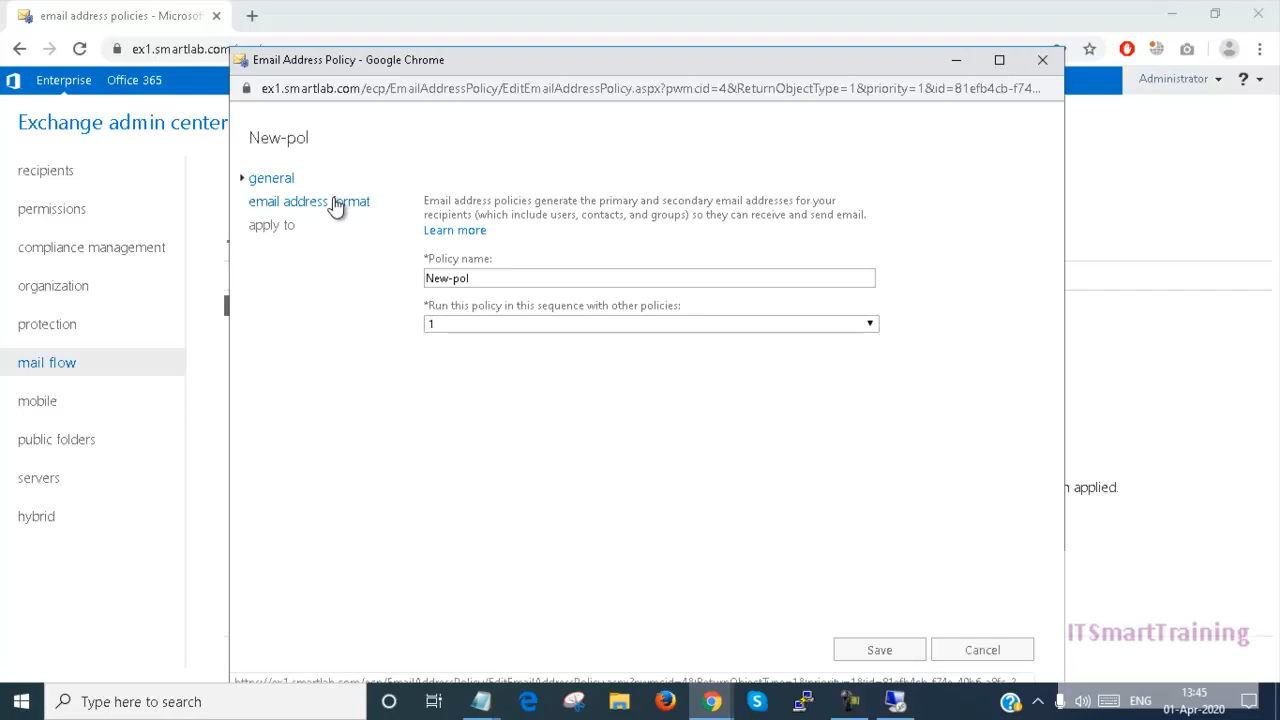 email address policies - Microsof
ex1.smartlab.com
Enterprise
Office 365
Administrator
?
Exchange admin center
recipients
permissions
compliance management
organization
protection
mail flow
mobile
public folders
servers
hybrid
Email Address Policy - Google Chrome
ex1.smartlab.com/ecp/EmailAddressPolicy/EditEmailAddressPolicy.aspx?pwmcid=4&ReturnObjectType=1&priority=1&id=81efb4cb-f74...
New-pol
general
email address format
apply to
Email address policies generate the primary and secondary email addresses for your
recipients (which include users, contacts, and groups) so they can receive and send email.
Learn more
*Policy name:
New-pol
*Run this policy in this sequence with other policies:
1
applied.
Save
Cancel
ITSmartTraining
Type here to search
ENG
13:45
01-Apr-2020